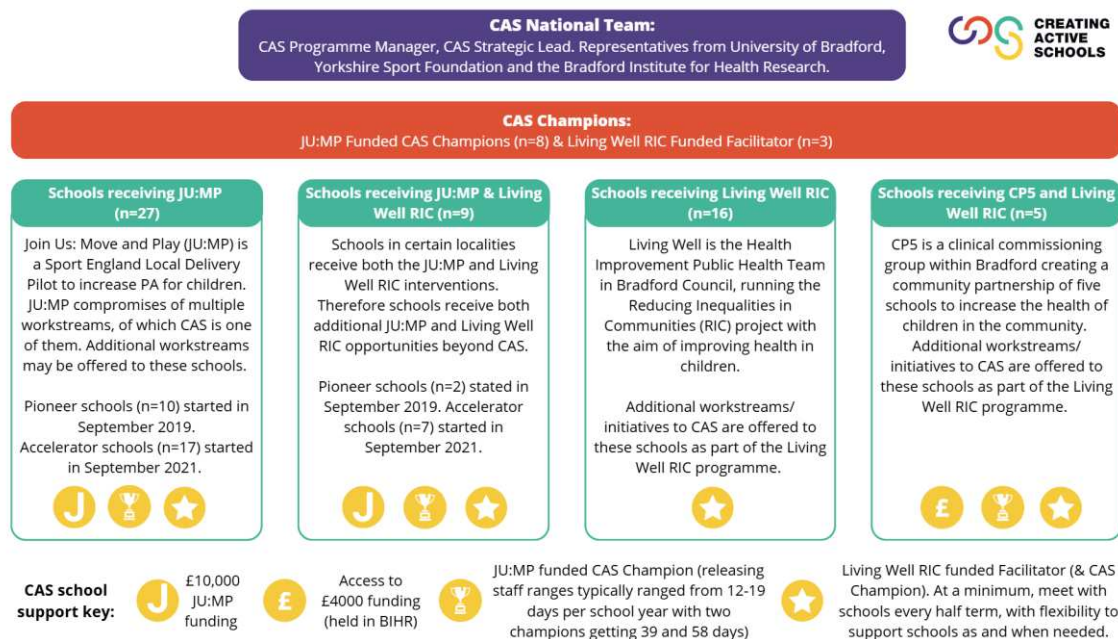 CAS National Team:
CAS Programme Manager, CAS Strategic Lead. Representatives from University of Bradford,
Yorkshire Sport Foundation and the Bradford Institute for Health Research.
CREATING
ACTIVE
SCHOOLS
CAS Champions:
JU:MP Funded CAS Champions (n=8) & Living Well RIC Funded Facilitator (n=3)
Schools receiving JU:MP
(n=27)
Join Us: Move and Play (JU:MP) is
a Sport England Local Delivery
Pilot to increase PA for children.
JU:MP compromises of multiple
workstreams, of which CAS is one
of them. Additional workstreams
may be offered to these schools.
Pioneer schools (n=10) started in
September 2019.
Accelerator schools (n=17) started
in September 2021.
J
Schools receiving JU:MP & Living
Well RIC (n=9)
Schools in certain localities
receive both the JU:MP and Living
Well RIC interventions.
Therefore schools receive both
additional JU:MP and Living Well
RIC opportunities beyond CAS.
Pioneer schools (n=2) stated in
September 2019. Accelerator
schools (n=7) started in
September 2021.
J
Schools receiving Living Well RIC
(n=16)
Living Well is the Health
Improvement Public Health Team
in Bradford Council, running the
Reducing Inequalities in
Communities (RIC) project with
the aim of improving health in
children.
Additional workstreams/
initiatives to CAS are offered to
these schools as part of the Living
Well RIC programme.
Schools receiving CP5 and Living
Well RIC (n=5)
CP5 is a clinical commissioning
group within Bradford creating a
community partnership of five
schools to increase the health of
children in the community.
Additional workstreams/
initiatives to CAS are offered to
these schools as part of the Living
Well RIC programme.
£
CAS school
support key:
J
£10,000
JU:MP
funding
£
Access to
£4000 funding
(held in BIHR)
JU:MP funded CAS Champion (releasing
staff ranges typically ranged from 12-19
days per school year with two
champions getting 39 and 58 days)
Living Well RIC funded Facilitator (& CAS
Champion). At a minimum, meet with
schools every half term, with flexibility to
support schools as and when needed